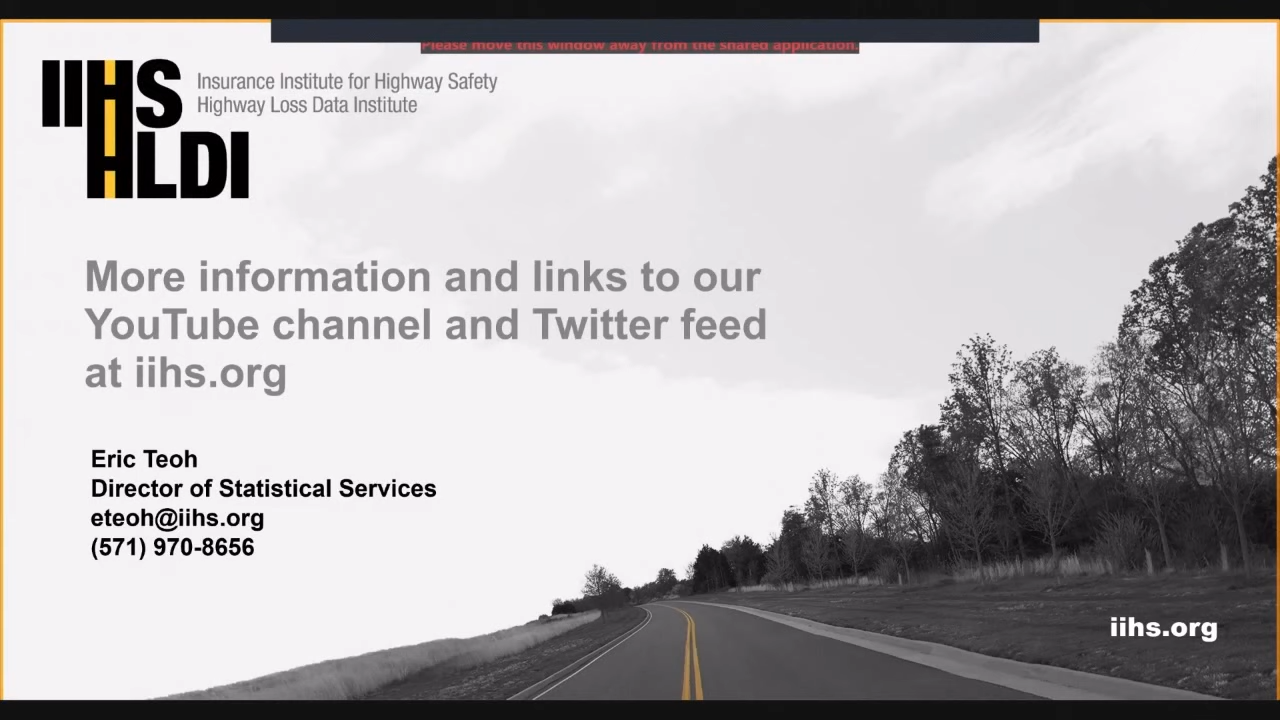 Please move this window away from the shared application.
IIHS
HLDI
Insurance Institute for Highway Safety
Highway Loss Data Institute
More information and links to our
YouTube channel and Twitter feed
at iihs.org
Eric Teoh
Director of Statistical Services
eteoh@iihs.org
(571) 970-8656
iihs.org